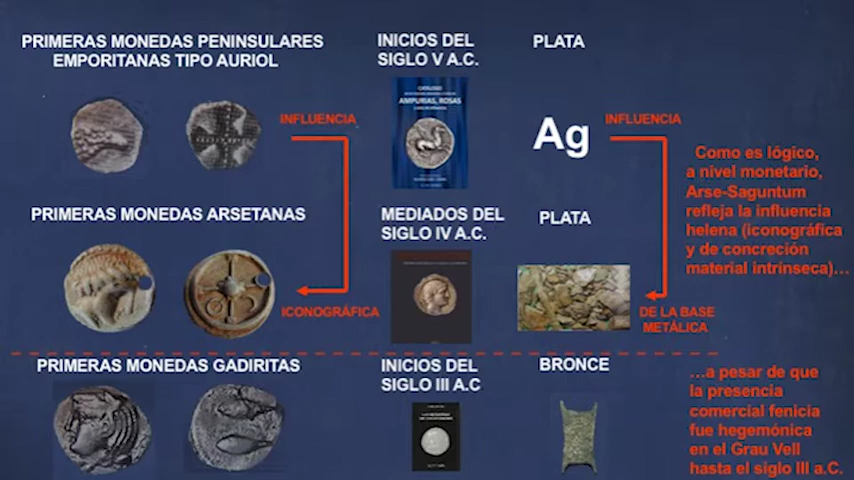 PRIMERAS MONEDAS PENINSULARES
EMPORITANAS TIPO AURIOL
INICIOS DEL
SIGLO V A.C.
PLATA
INFLUENCIA
AMPURIAS, ROSAS
Ag
INFLUENCIA
Como es lógico,
a nivel monetario,
Arse-Saguntum
refleja la influencia
helena (iconográfica
y de concreción
material intrínseca)…
PRIMERAS MONEDAS ARSETANAS
MEDIADOS DEL
SIGLO IV A.C.
PLATA
ICONOGRÁFICA
DE LA BASE
METÁLICA
PRIMERAS MONEDAS GADIRITAS
INICIOS DEL
SIGLO III A.C
BRONCE
…a pesar de que
la presencia
comercial fenicia
fue hegemónica
en el Grau Vell
hasta el siglo III a.C.